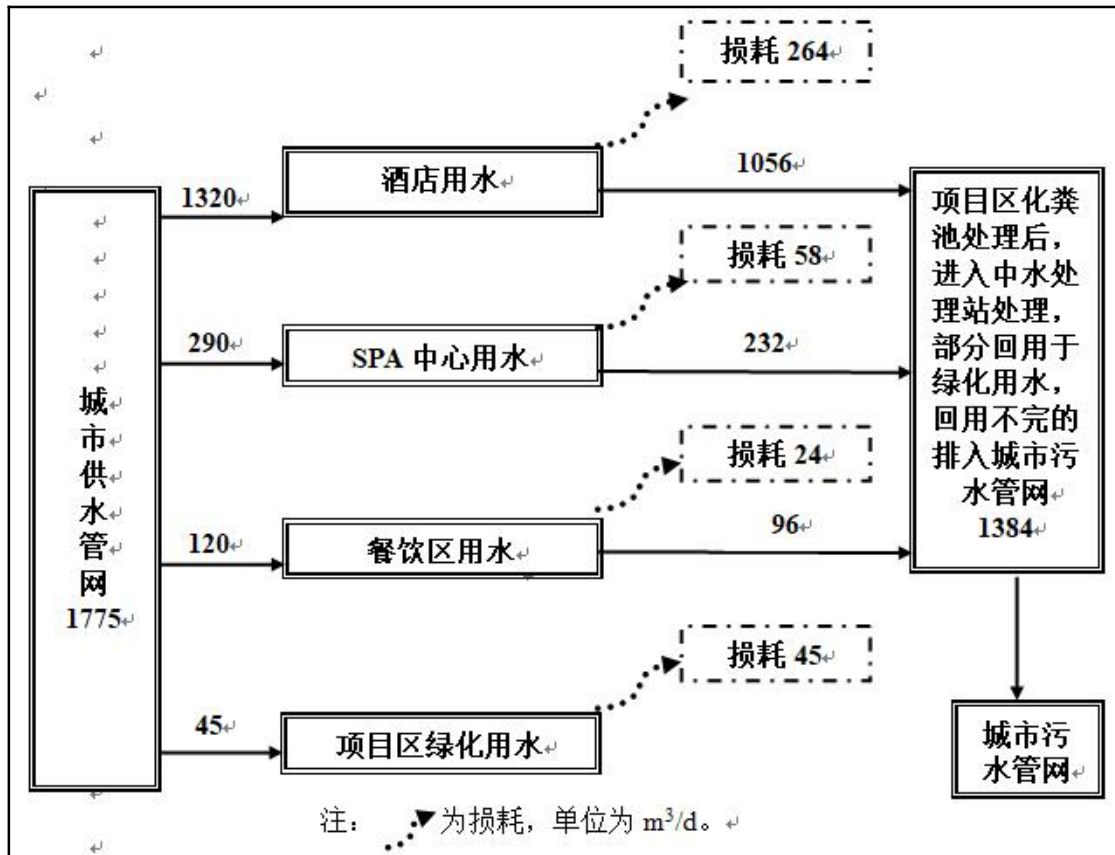 损耗 264
1320
酒店用水
1056
损耗 58
290
SPA 中心用水
232
损耗 24
120
餐饮区用水
96
损耗 45
45
项目区绿化用水
城
市
供
水
管
网
1775
项目区化粪
池处理后,
进入中水处
理站处理,
部分回用于
绿化用水,
回用不完的
排入城市污
水管网
1384
城市污
水管网
注: 为损耗, 单位为 m³/d。